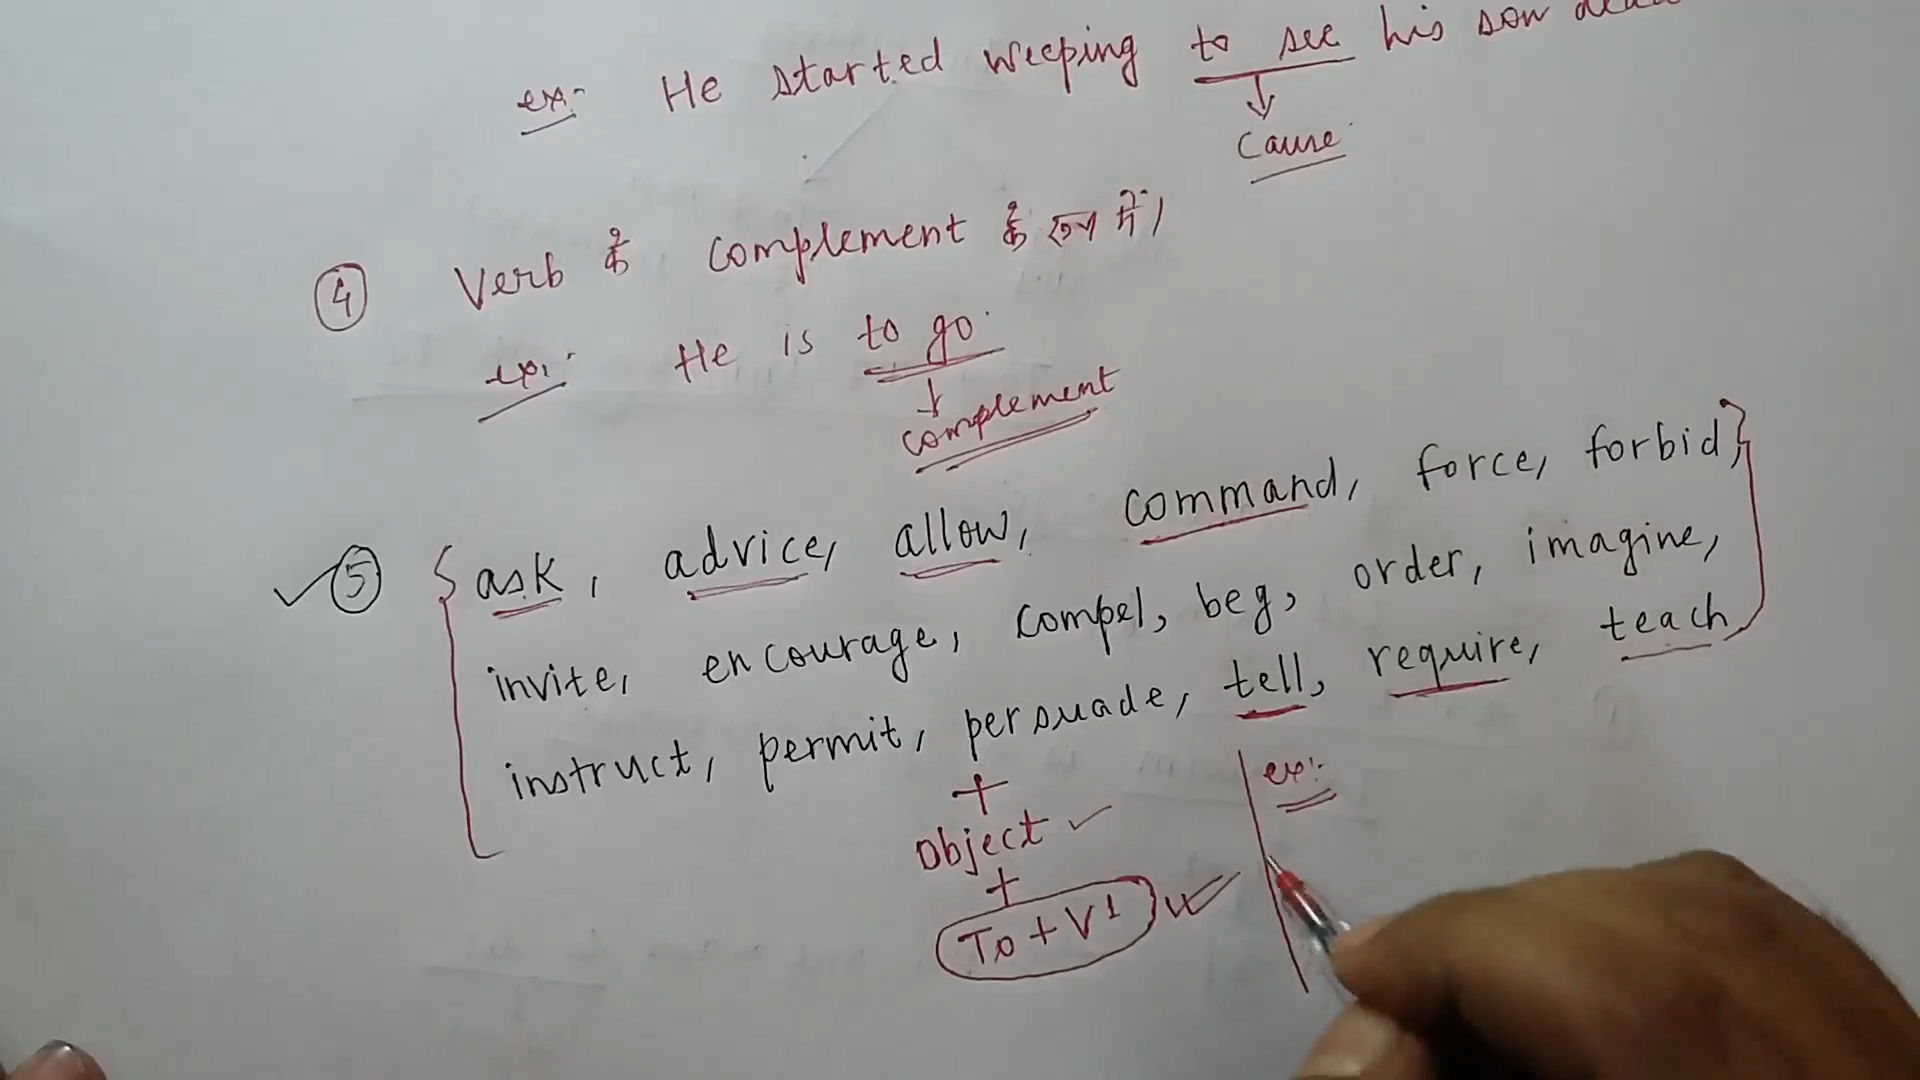 ex:- He started weeping to see his son dead
Cause
④ Verb के complement के रूप में।
ex:- He is to go.
complement
⑤ { ask, advice, allow, command, force, forbid,
invite, encourage, compel, beg, order, imagine,
instruct, permit, persuade, tell, require, teach }
+
Object ✓
+
To + V¹ ✓
ex:-